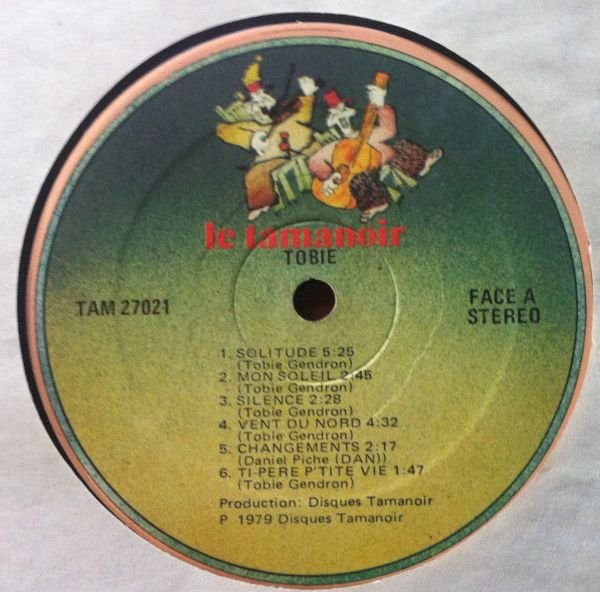 le tamanoir
TOBIE
TAM 27021
FACE A
STEREO
1. SOLITUDE 5:25
(Tobie Gendron)
2. MON SOLEIL 2:45
(Tobie Gendron)
3. SILENCE 2:28
(Tobie Gendron)
4. VENT DU NORD 4:32
(Tobie Gendron)
5. CHANGEMENTS 2:17
(Daniel Piche (DAN))
6. TI-PERE P'TITE VIE 1:47
(Tobie Gendron)
Production: Disques Tamanoir
P 1979 Disques Tamanoir